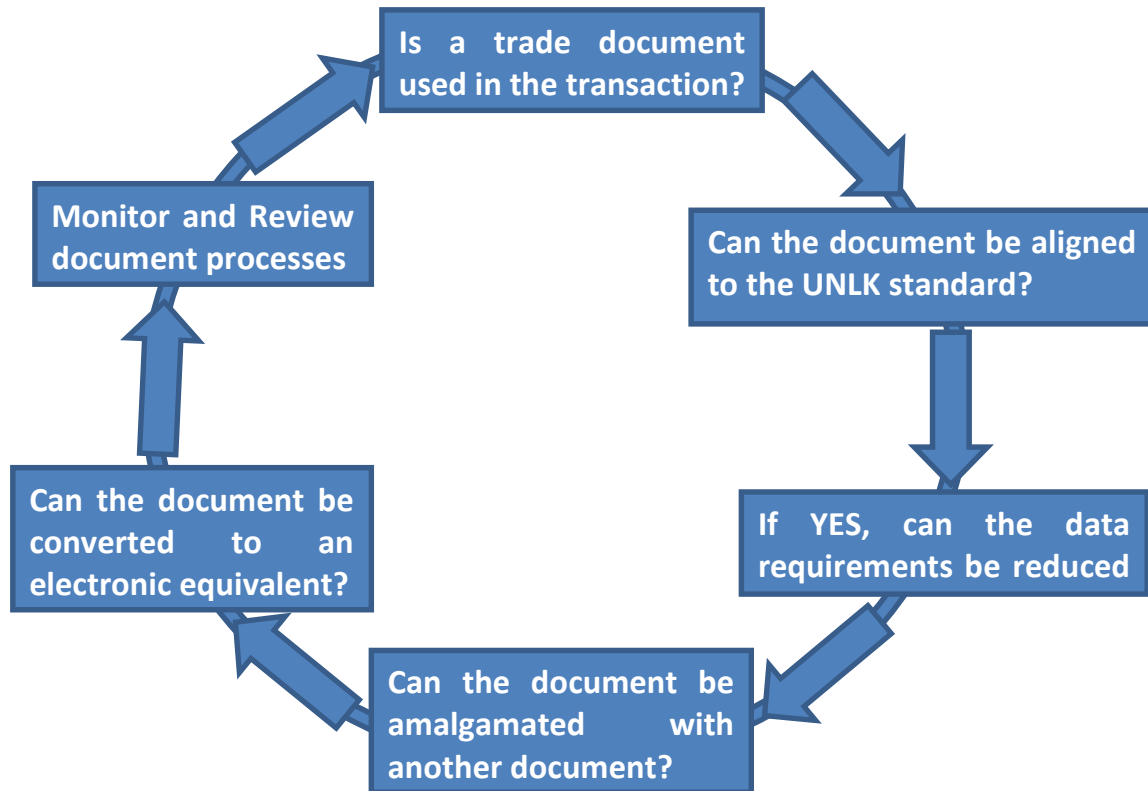 Is a trade document
used in the transaction?
Can the document be aligned
to the UNLK standard?
If YES, can the data
requirements be reduced
Can the document be
amalgamated with
another document?
Can the document be
converted to an
electronic equivalent?
Monitor and Review
document processes